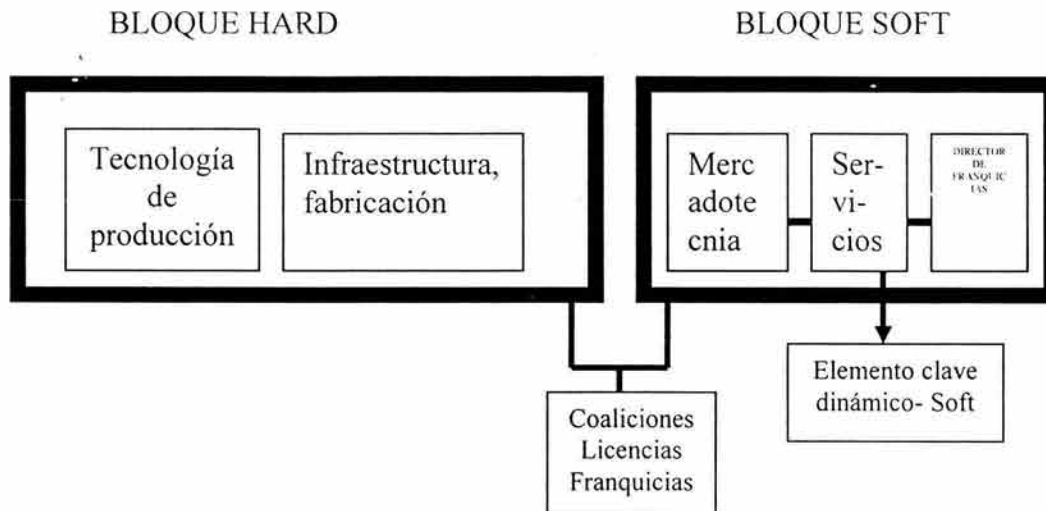 BLOQUE HARD
BLOQUE SOFT
Tecnología
de
producción
Infraestructura,
fabricación
Merc
adote
cnia
Ser-
vi-
cios
DIRECTOR
DE
FRANQUIC
IAS
Elemento clave
dinámico- Soft
Coaliciones
Licencias
Franquicias